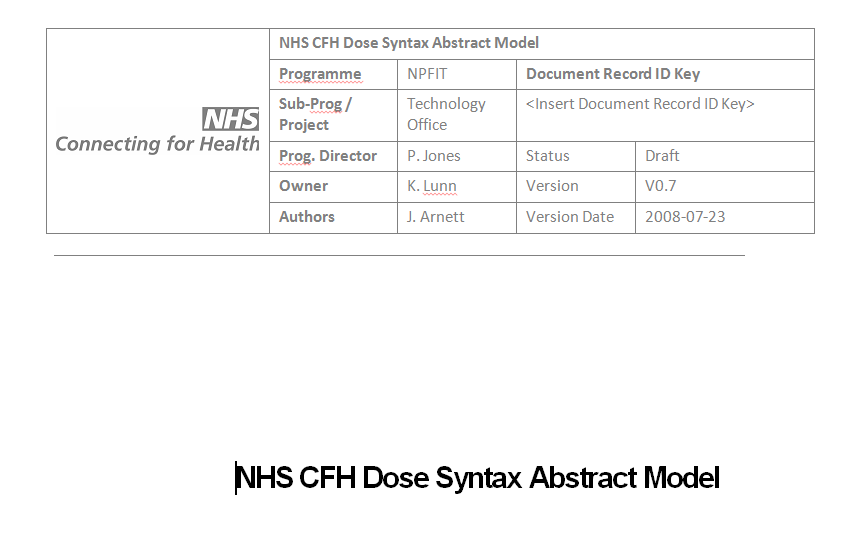 NHS CFH Dose Syntax Abstract Model
Programme NPFIT Document Record ID Key
Sub-Prog / Project Technology Office <Insert Document Record ID Key>
NHS
Connecting for Health
Prog. Director P. Jones Status Draft
Owner K. Lunn Version V0.7
Authors J. Arnett Version Date 2008-07-23
NHS CFH Dose Syntax Abstract Model